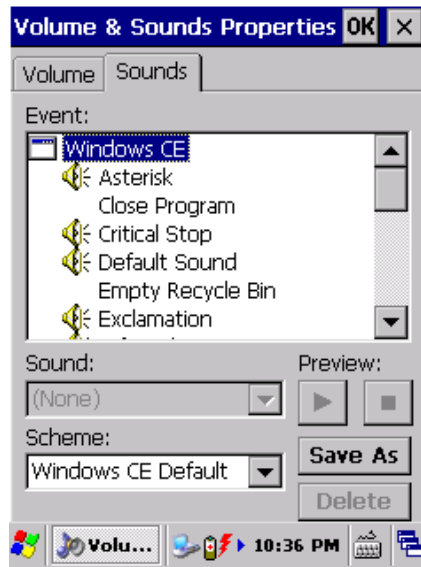 Volume & Sounds Properties OK
Volume Sounds
Event:
Windows CE
Asterisk
Close Program
Critical Stop
Default Sound
Empty Recycle Bin
Exclamation
Sound: Preview:
(None)
Scheme:
Save As
Windows CE Default
Delete
Volu... 10:36 PM